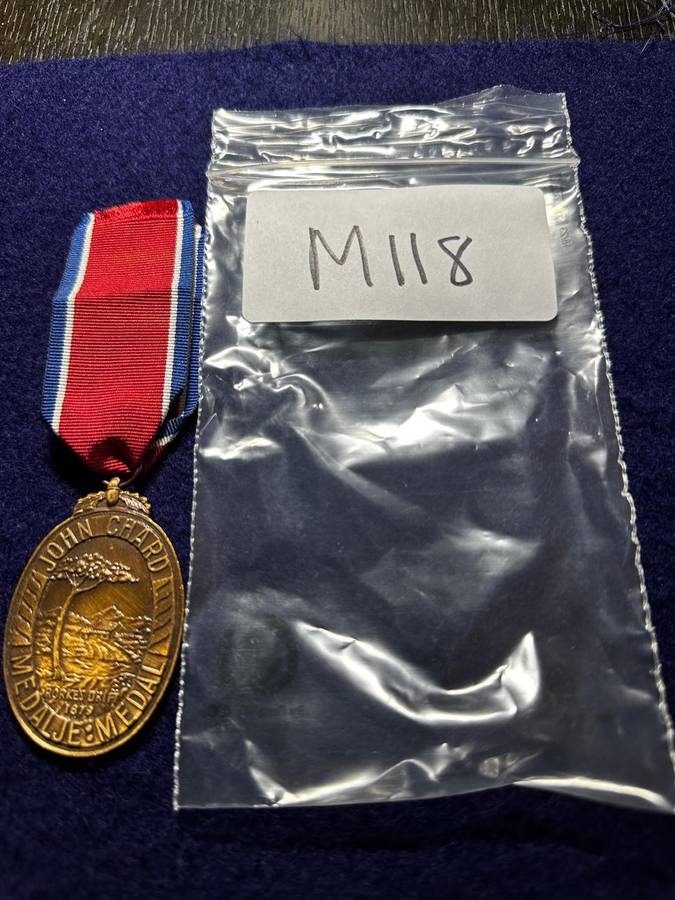 M118
JOHN CHARD
RORKES DRIFT
1879
MEDALJE:MEDAL